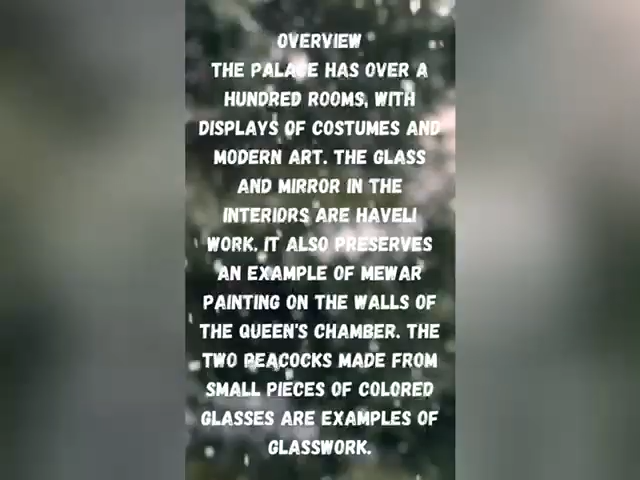 OVERVIEW
THE PALACE HAS OVER A
HUNDRED ROOMS, WITH
DISPLAYS OF COSTUMES AND
MODERN ART. THE GLASS
AND MIRROR IN THE
INTERIORS ARE HAVELI
WORK. IT ALSO PRESERVES
AN EXAMPLE OF MEWAR
PAINTING ON THE WALLS OF
THE QUEEN'S CHAMBER. THE
TWO PEACOCKS MADE FROM
SMALL PIECES OF COLORED
GLASSES ARE EXAMPLES OF
GLASSWORK.